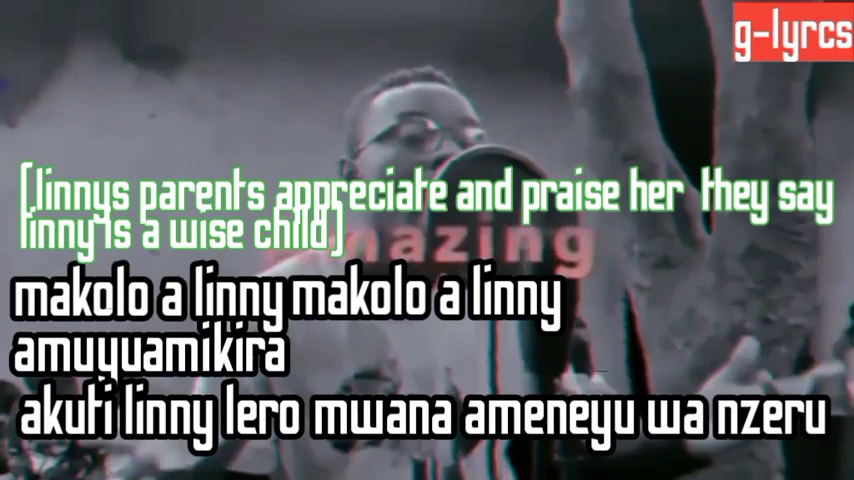 g-lyrcs
(linnys parents appreciate and praise her they say
linny is a wise child)
amazing
makolo a linny makolo a linny
amuyuamikira
akuti linny lero mwana ameneyu wa nzeru